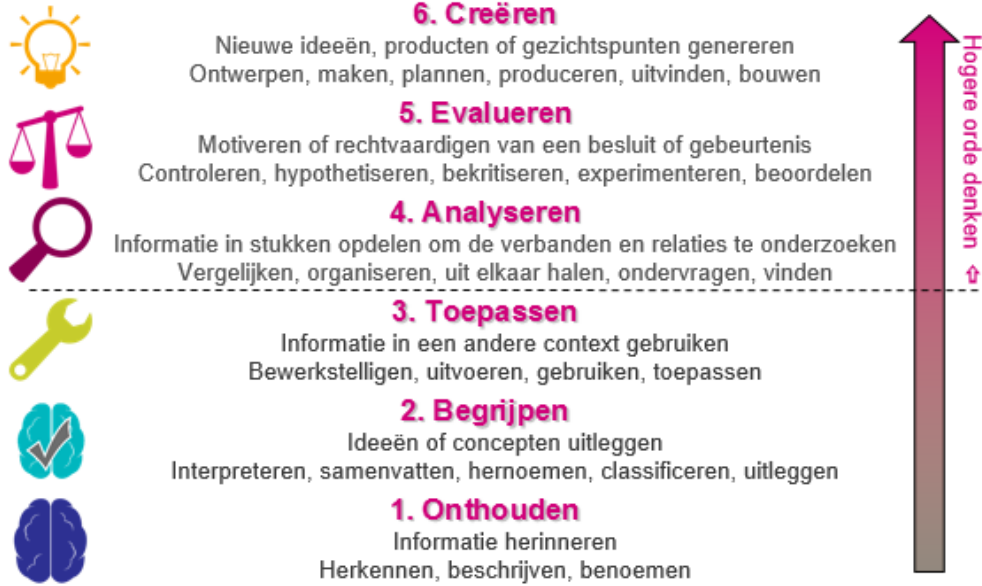 6. Creëren
Nieuwe ideeën, producten of gezichtspunten genereren
Ontwerpen, maken, plannen, produceren, uitvinden, bouwen
5. Evalueren
Motiveren of rechtvaardigen van een besluit of gebeurtenis
Controleren, hypothetiseren, bekritiseren, experimenteren, beoordelen
4. Analyseren
Informatie in stukken opdelen om de verbanden en relaties te onderzoeken
Vergelijken, organiseren, uit elkaar halen, ondervragen, vinden
3. Toepassen
Informatie in een andere context gebruiken
Bewerkstelligen, uitvoeren, gebruiken, toepassen
2. Begrijpen
Ideeën of concepten uitleggen
Interpreteren, samenvatten, hernoemen, classificeren, uitleggen
1. Onthouden
Informatie herinneren
Herkennen, beschrijven, benoemen
Hogere orde denken